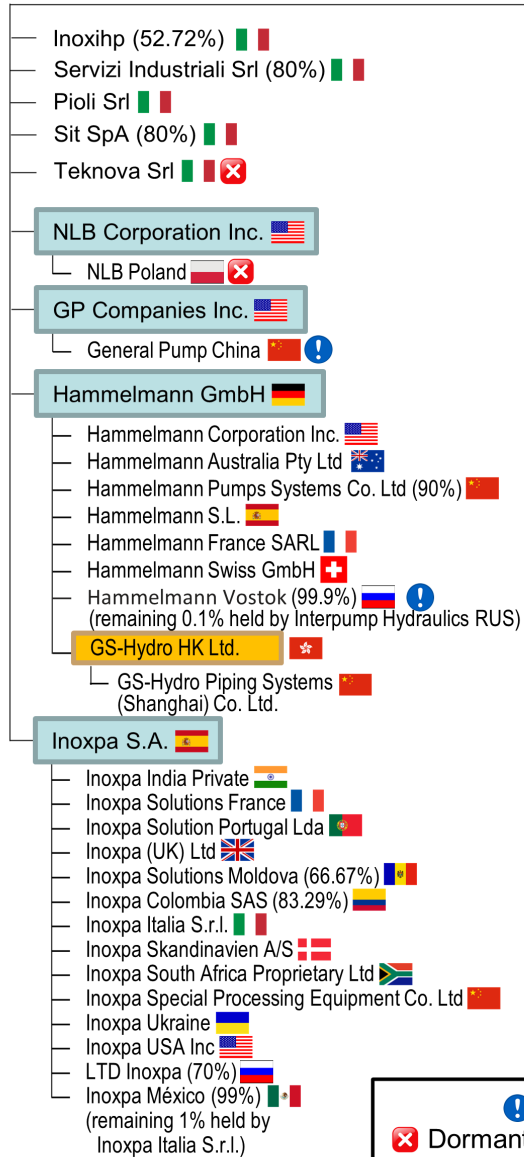 Inoxihp (52.72%)
Servizi Industriali Srl (80%)
Pioli Srl
Sit SpA (80%)
Teknova Srl
NLB Corporation Inc.
NLB Poland
GP Companies Inc.
General Pump China
Hammelmann GmbH
Hammelmann Corporation Inc.
Hammelmann Australia Pty Ltd
Hammelmann Pumps Systems Co. Ltd (90%)
Hammelmann S.L.
Hammelmann France SARL
Hammelmann Swiss GmbH
Hammelmann Vostok (99.9%)
(remaining 0.1% held by Interpump Hydraulics RUS)
GS-Hydro HK Ltd.
GS-Hydro Piping Systems
(Shanghai) Co. Ltd.
Inoxpa S.A.
Inoxpa India Private
Inoxpa Solutions France
Inoxpa Solution Portugal Lda
Inoxpa (UK) Ltd
Inoxpa Solutions Moldova (66.67%)
Inoxpa Colombia SAS (83.29%)
Inoxpa Italia S.r.l.
Inoxpa Skandinavien A/S
Inoxpa South Africa Proprietary Ltd
Inoxpa Special Processing Equipment Co. Ltd
Inoxpa Ukraine
Inoxpa USA Inc
LTD Inoxpa (70%)
Inoxpa México (99%)
(remaining 1% held by
Inoxpa Italia S.r.l.)
Dormant